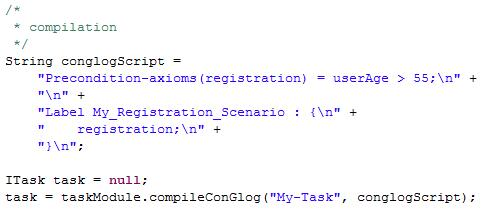 /*
 * compilation
 */
String conglogScript =
    "Precondition-axioms(registration) = userAge > 55;\n" +
    "\n" +
    "Label My_Registration_Scenario : {\n" +
    "    registration;\n" +
    "}\n";

ITask task = null;
task = taskModule.compileConGlog("My-Task", conglogScript);